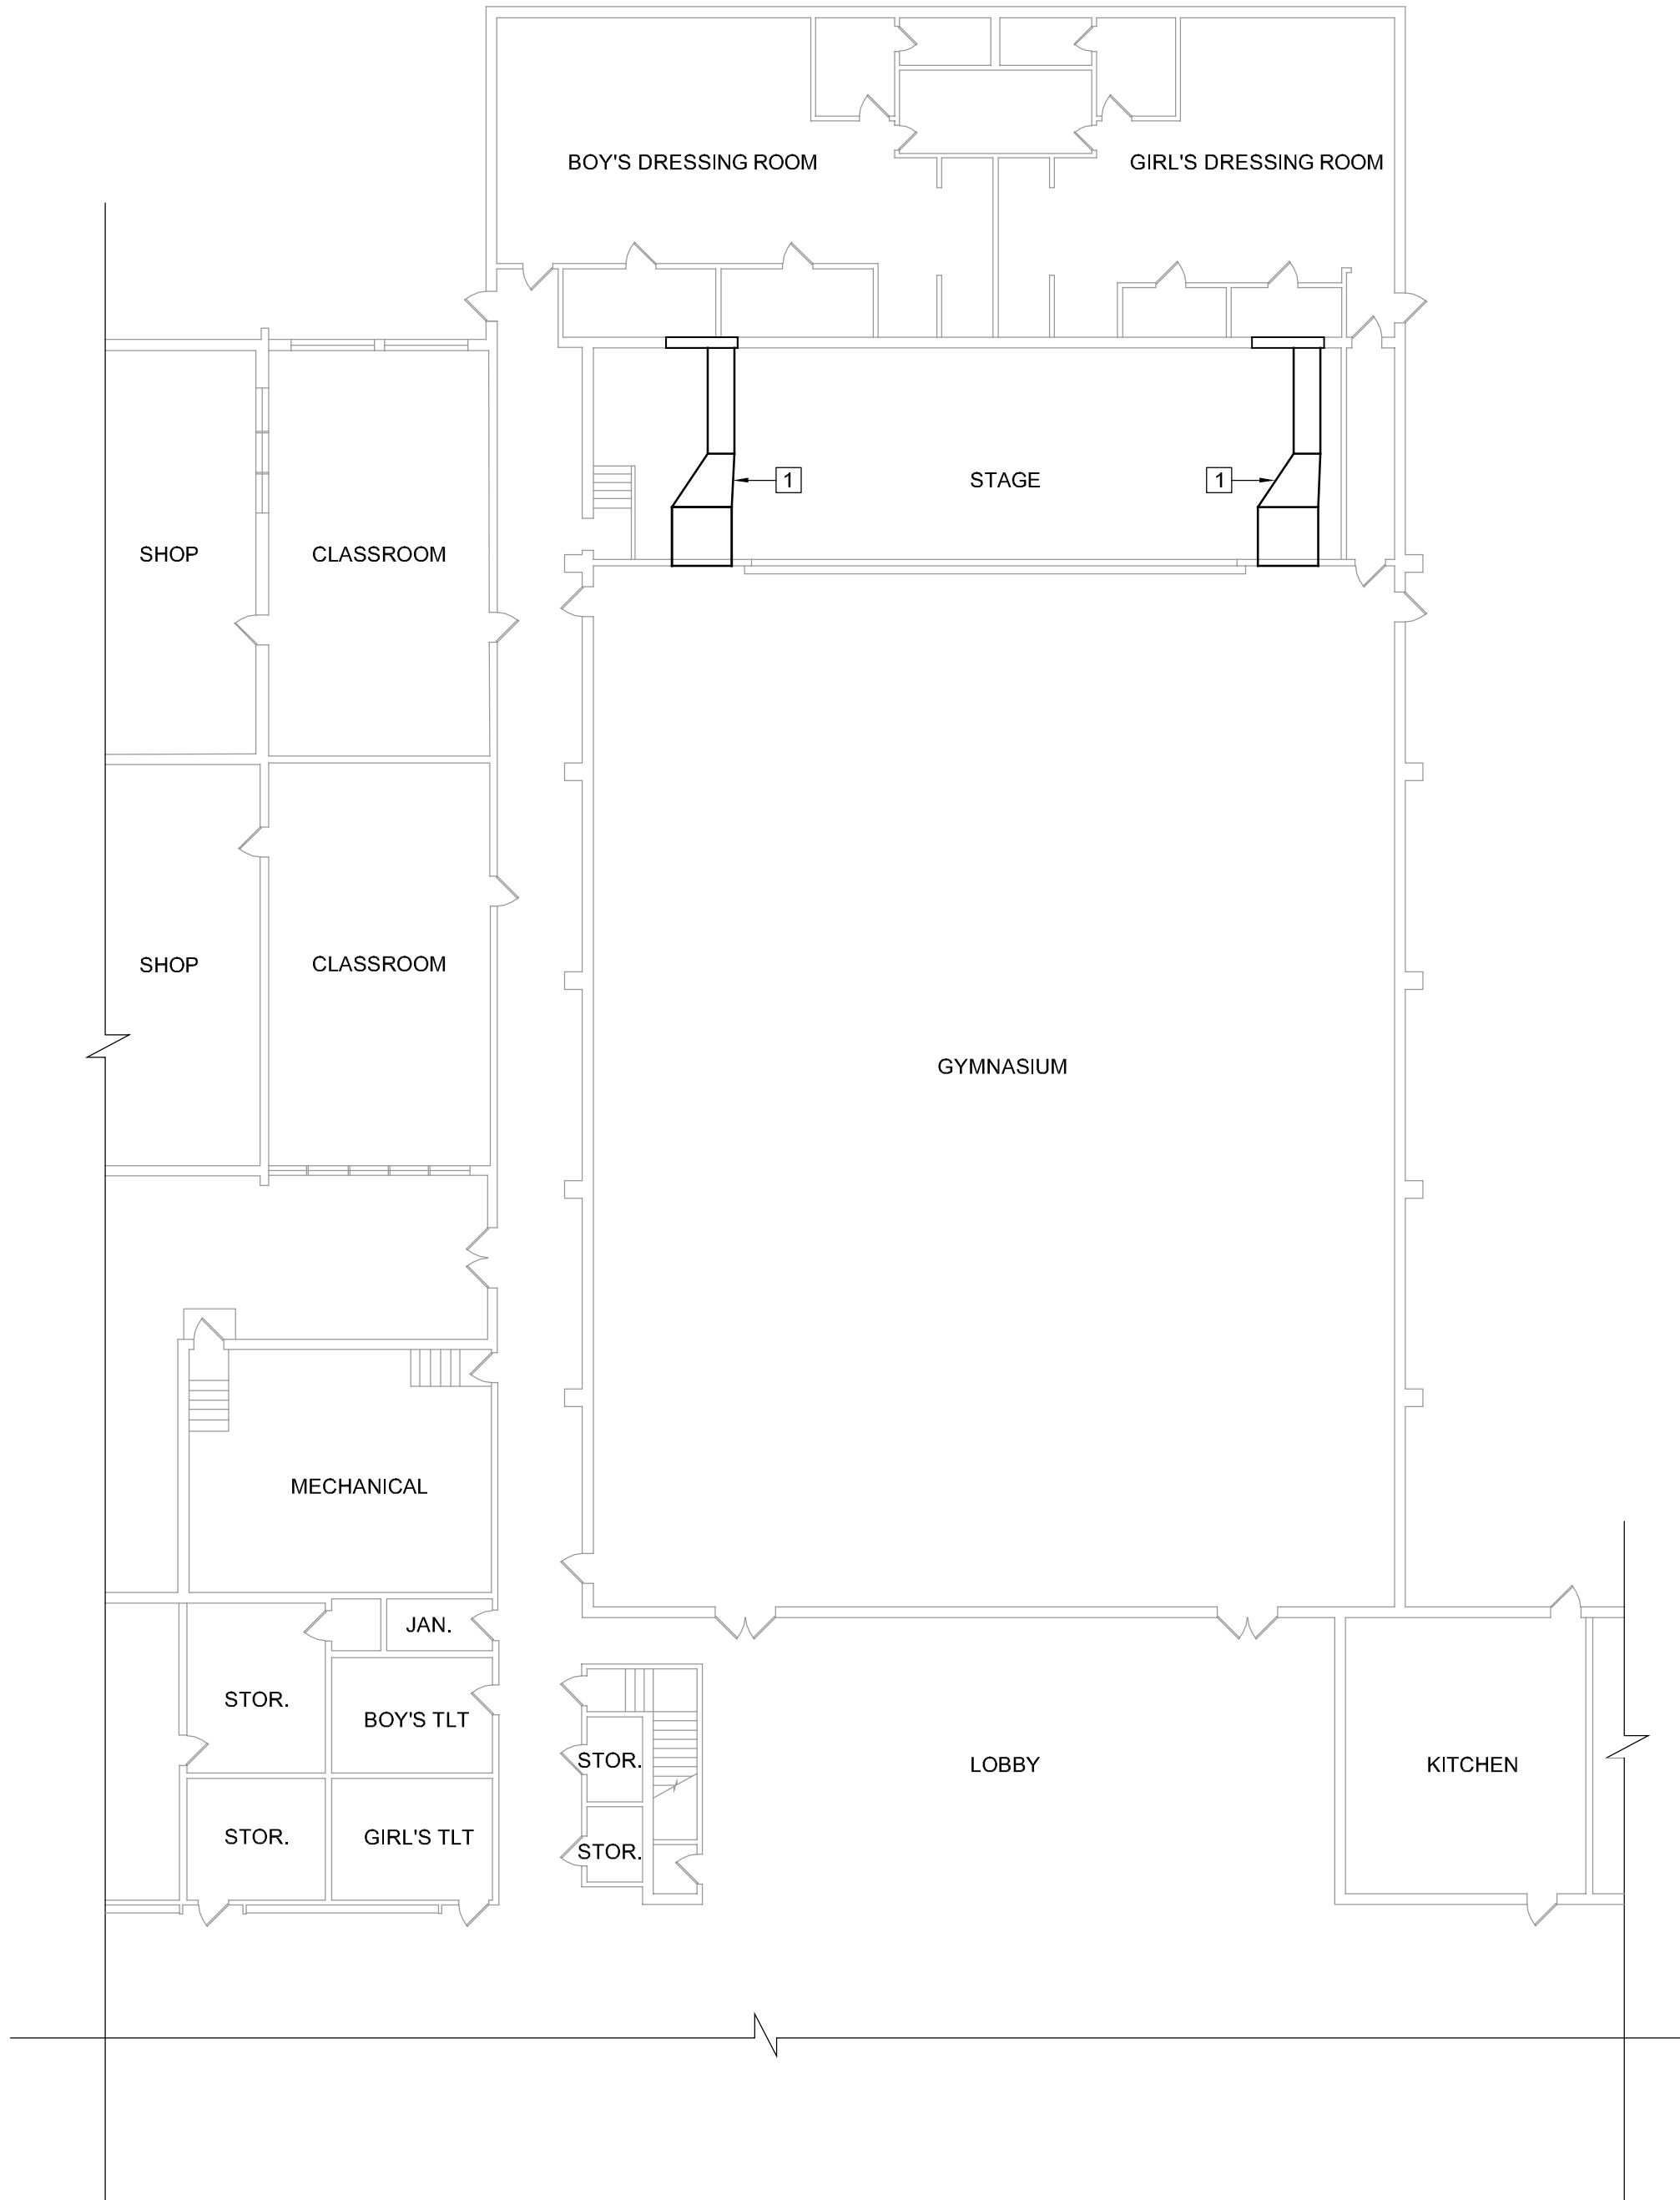 BOY'S DRESSING ROOM
GIRL'S DRESSING ROOM
1
STAGE
1
SHOP
CLASSROOM
SHOP
CLASSROOM
GYMNASIUM
MECHANICAL
JAN.
STOR.
BOY'S TLT
STOR.
LOBBY
KITCHEN
STOR.
GIRL'S TLT
STOR.